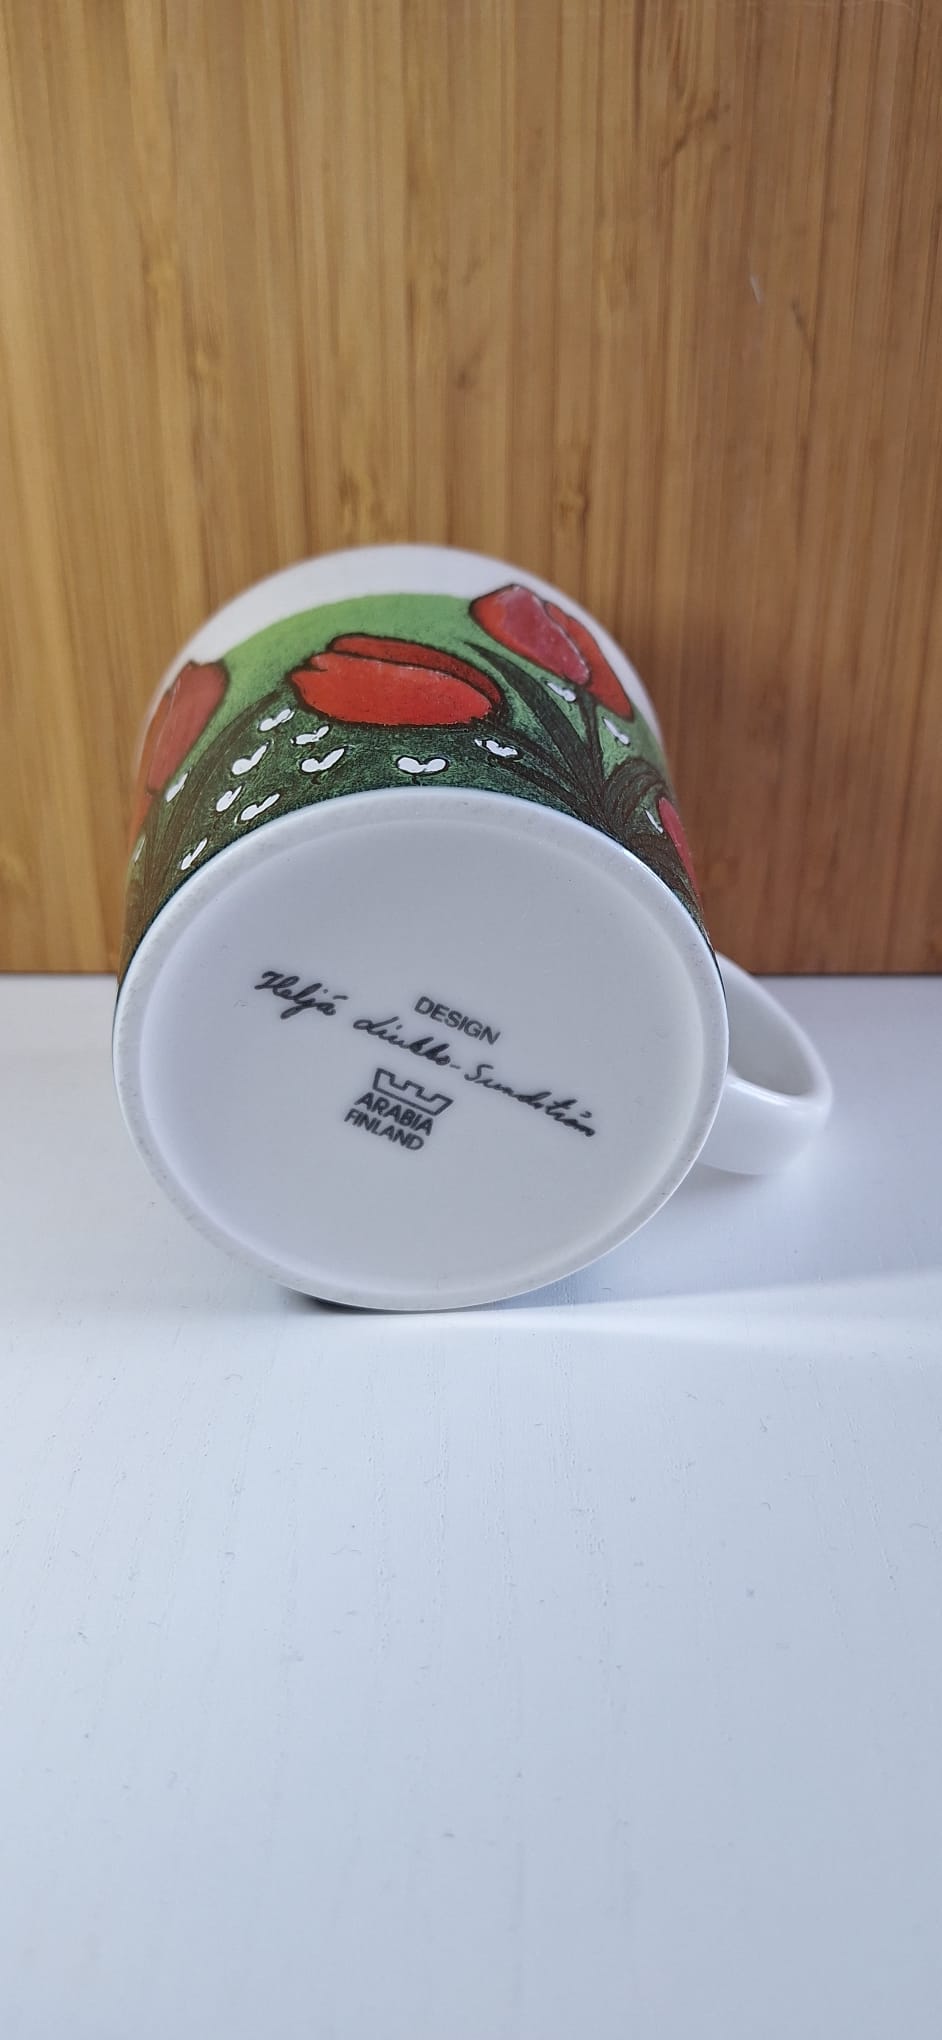 DESIGN
Heljä Liukko-Sundström
ARABIA
FINLAND